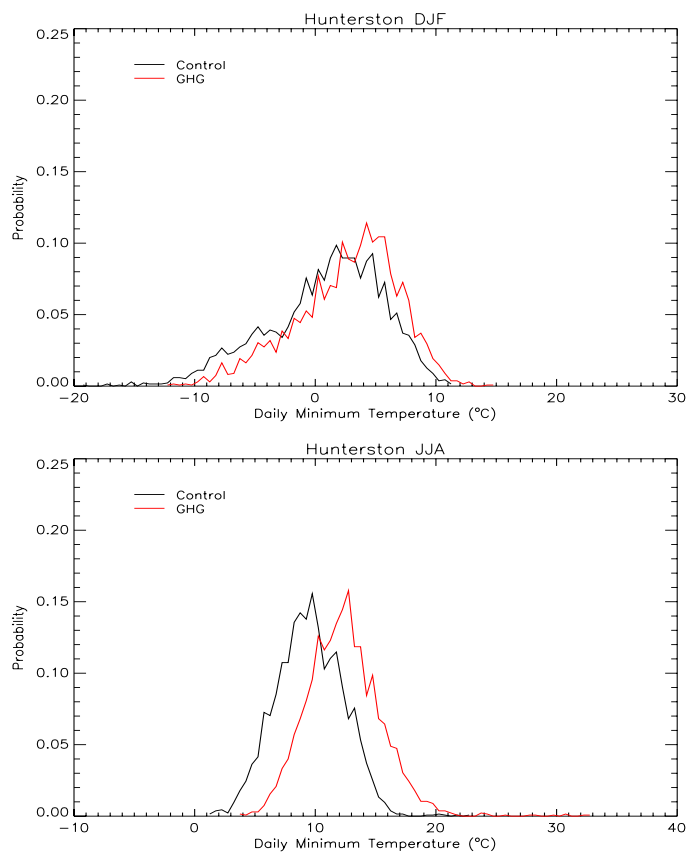 Hunterston DJF
0.25
0.20
0.15
0.10
0.05
0.00
Probability
Control
GHG
−20 −10 0 10 20 30
Daily Minimum Temperature (°C)
Hunterston JJA
0.25
0.20
0.15
0.10
0.05
0.00
Probability
Control
GHG
−10 0 10 20 30 40
Daily Minimum Temperature (°C)